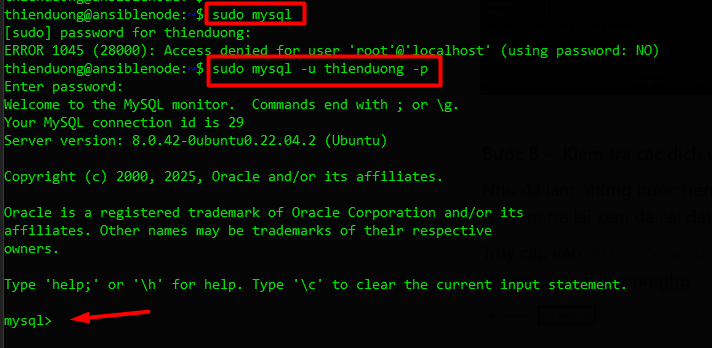 thienduong@ansiblenode:~$ sudo mysql
[sudo] password for thienduong:
ERROR 1045 (28000): Access denied for user 'root'@'localhost' (using password: NO)
thienduong@ansiblenode:~$ sudo mysql -u thienduong -p
Enter password:
Welcome to the MySQL monitor.  Commands end with ; or \g.
Your MySQL connection id is 29
Server version: 8.0.42-0ubuntu0.22.04.2 (Ubuntu)

Copyright (c) 2000, 2025, Oracle and/or its affiliates.

Oracle is a registered trademark of Oracle Corporation and/or its
affiliates. Other names may be trademarks of their respective
owners.

Type 'help;' or '\h' for help. Type '\c' to clear the current input statement.

mysql>